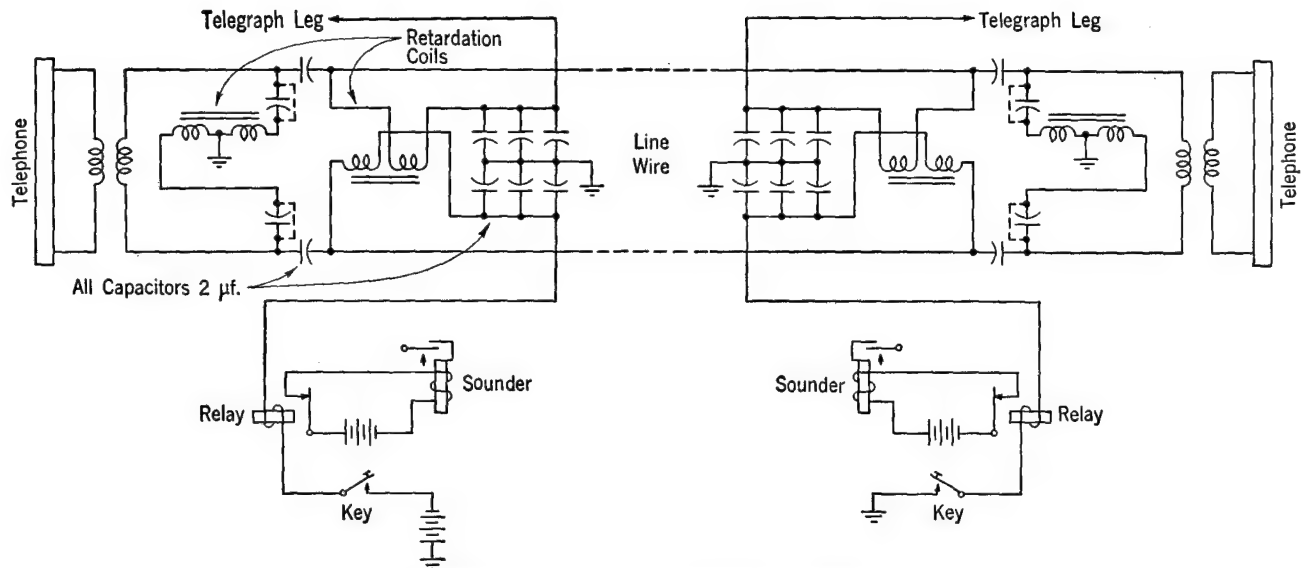 Telegraph Leg
Telegraph Leg
Retardation
Coils
Telephone
Line
Wire
Telephone
All Capacitors 2 μf.
Sounder
Sounder
Relay
Relay
Key
Key